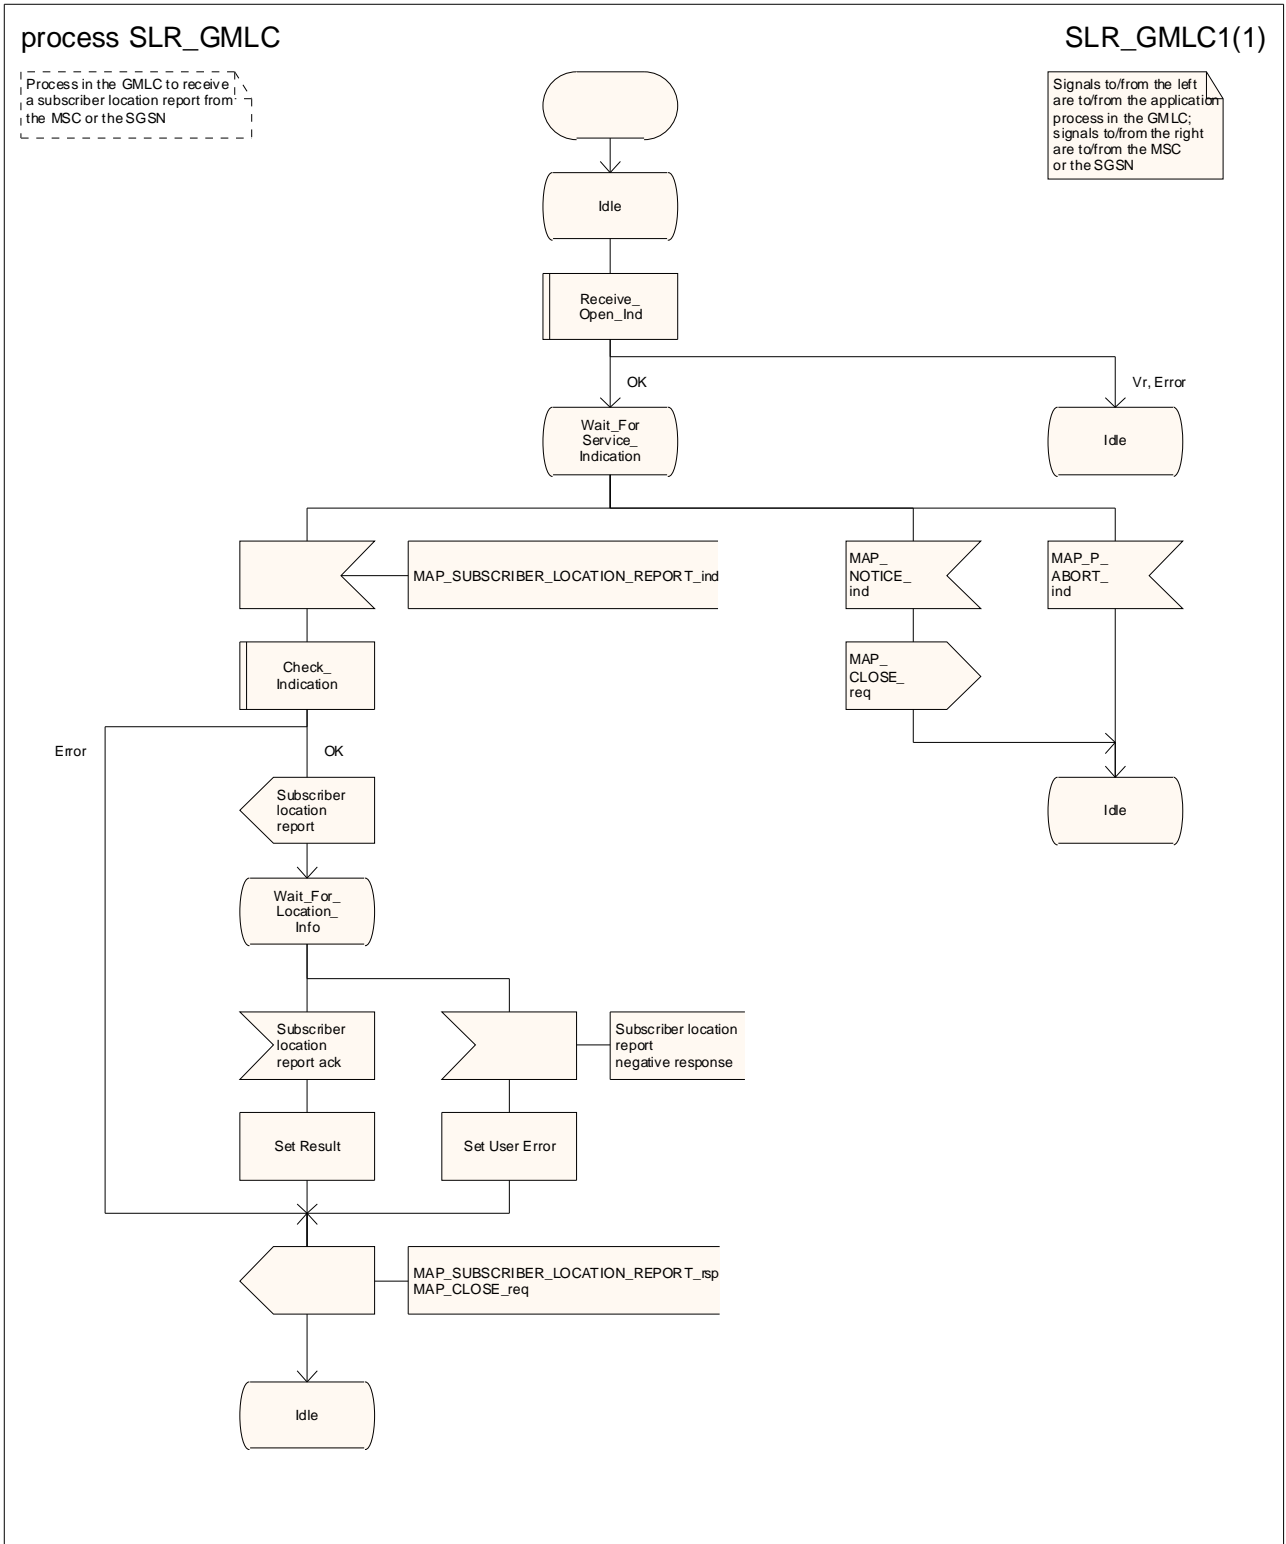 process SLR_GMLC
SLR_GMLC1(1)
Process in the GMLC to receive
a subscriber location report from
the MSC or the SGSN
Signals to/from the left
are to/from the application
process in the GMLC;
signals to/from the right
are to/from the MSC
or the SGSN
Idle
Receive_
Open_Ind
OK
Vr, Error
Wait_For
Service_
Indication
Idle
MAP_SUBSCRIBER_LOCATION_REPORT_ind
MAP_
NOTICE_
ind
MAP_P_
ABORT_
ind
Check_
Indication
MAP_
CLOSE_
req
Error
OK
Subscriber
location
report
Idle
Wait_For_
Location_
Info
Subscriber
location
report ack
Subscriber location
report
negative response
Set Result
Set User Error
MAP_SUBSCRIBER_LOCATION_REPORT_rsp
MAP_CLOSE_req
Idle